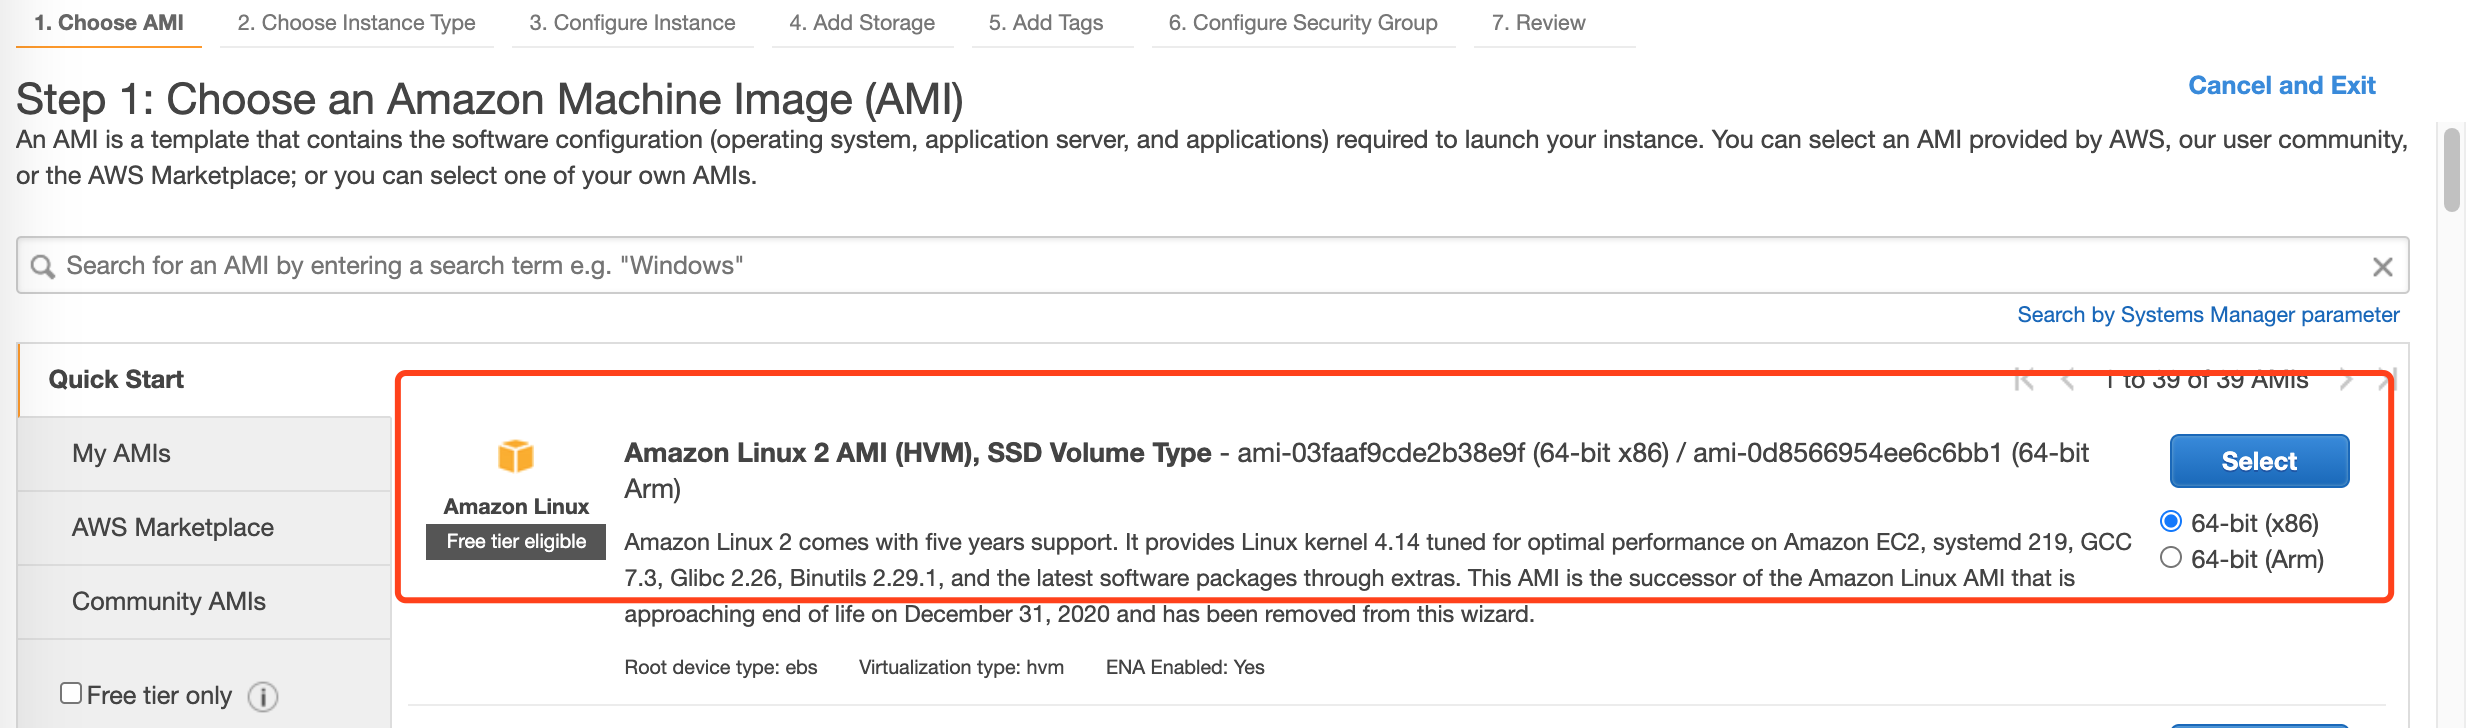 1. Choose AMI 2. Choose Instance Type 3. Configure Instance 4. Add Storage 5. Add Tags 6. Configure Security Group 7. Review
Step 1: Choose an Amazon Machine Image (AMI)
Cancel and Exit
An AMI is a template that contains the software configuration (operating system, application server, and applications) required to launch your instance. You can select an AMI provided by AWS, our user community,
or the AWS Marketplace; or you can select one of your own AMIs.
Search for an AMI by entering a search term e.g. "Windows"
Search by Systems Manager parameter
Quick Start
My AMIs
AWS Marketplace
Community AMIs
Free tier only
1 to 39 of 39 AMIs
Amazon Linux
Free tier eligible
Amazon Linux 2 AMI (HVM), SSD Volume Type - ami-03faaf9cde2b38e9f (64-bit x86) / ami-0d8566954ee6c6bb1 (64-bit
Arm)
Amazon Linux 2 comes with five years support. It provides Linux kernel 4.14 tuned for optimal performance on Amazon EC2, systemd 219, GCC
7.3, Glibc 2.26, Binutils 2.29.1, and the latest software packages through extras. This AMI is the successor of the Amazon Linux AMI that is
approaching end of life on December 31, 2020 and has been removed from this wizard.
Root device type: ebs Virtualization type: hvm ENA Enabled: Yes
Select
64-bit (x86)
64-bit (Arm)